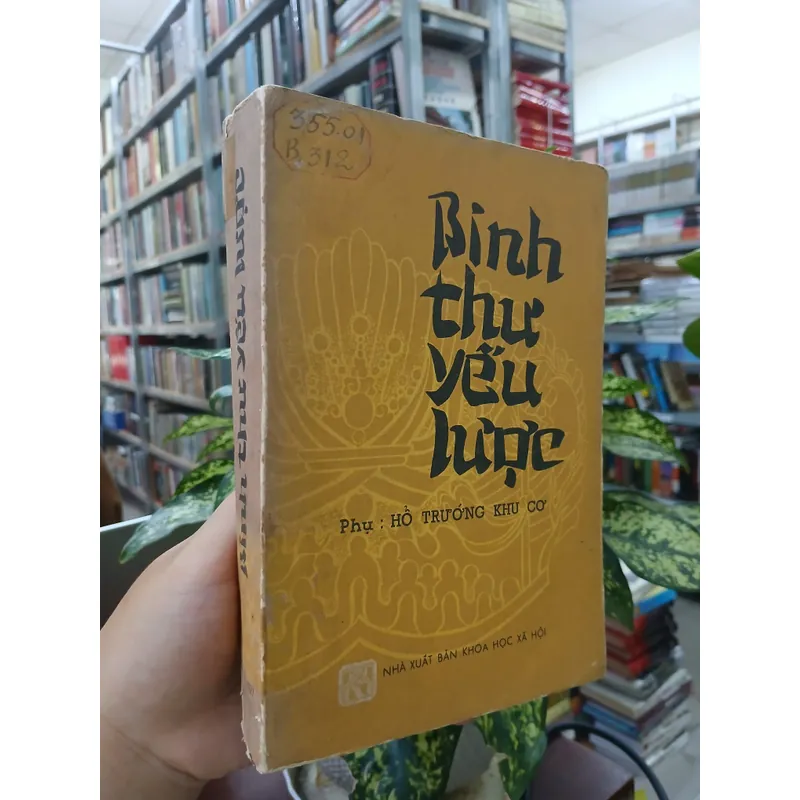 355.01
B.312
Binh
thư
yếu
lược
Phụ : HỔ TRƯỚNG KHU CƠ
NHÀ XUẤT BẢN KHOA HỌC XÃ HỘI
Binh thư yếu lược